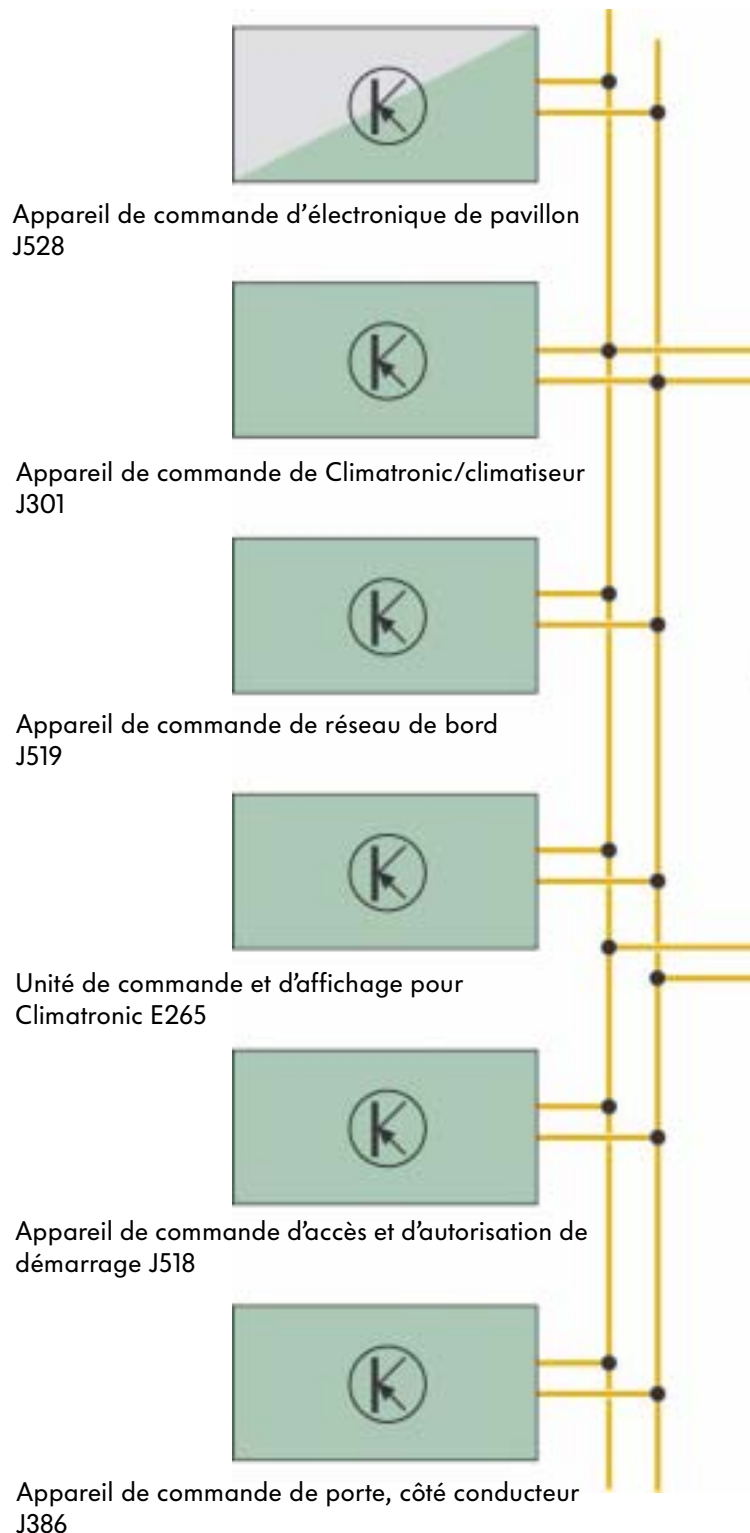 Appareil de commande d’électronique de pavillon
J528
Appareil de commande de Climatronic/climatiseur
J301
Appareil de commande de réseau de bord
J519
Unité de commande et d’affichage pour
Climatronic E265
Appareil de commande d’accès et d’autorisation de
démarrage J518
Appareil de commande de porte, côté conducteur
J386